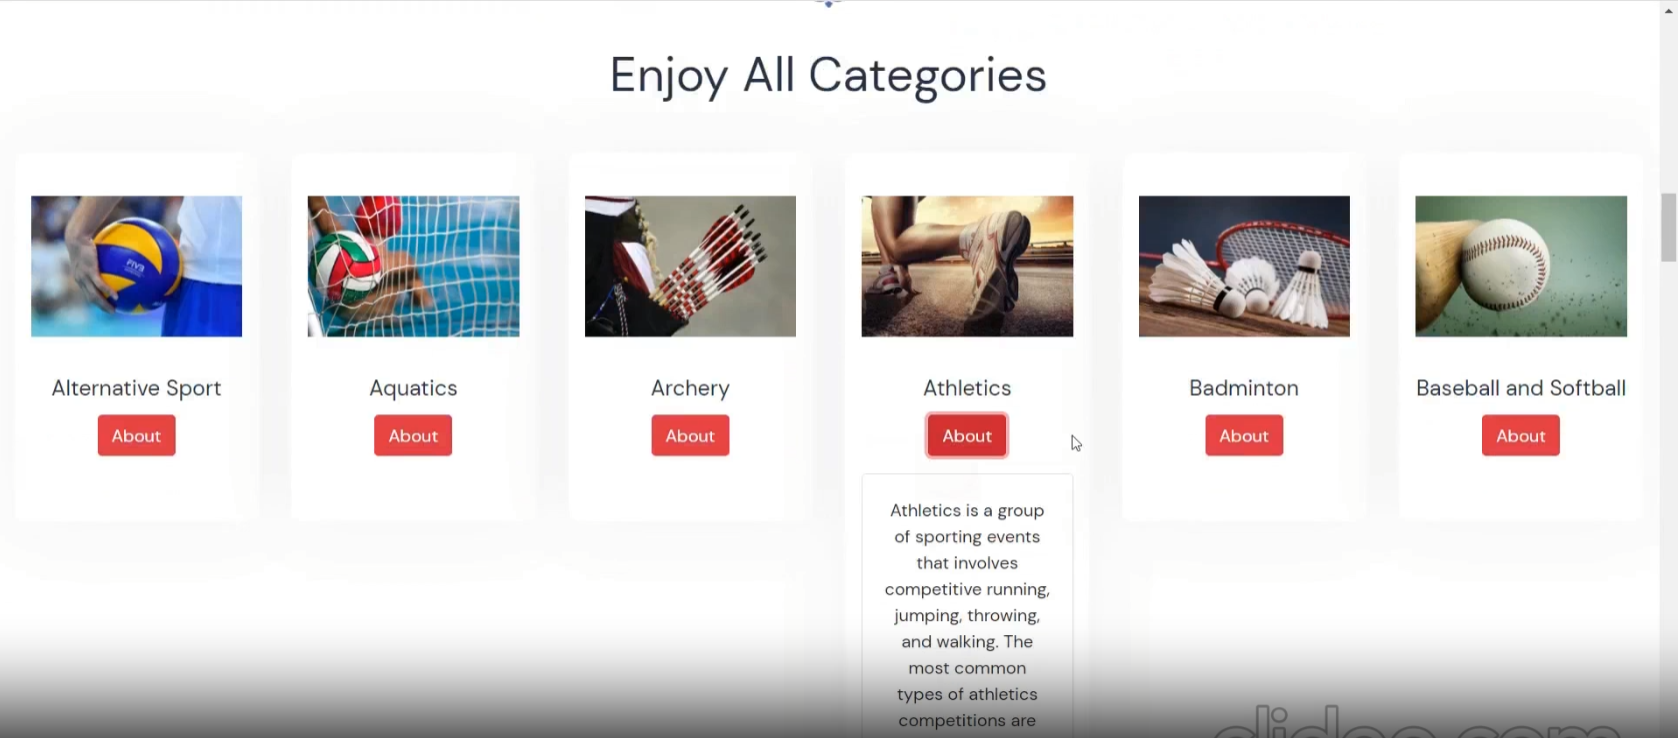 Enjoy All Categories
FIVB
Alternative Sport
Aquatics
Archery
Athletics
Badminton
Baseball and Softball
About
About
About
About
About
About
Athletics is a group
of sporting events
that involves
competitive running,
jumping, throwing,
and walking. The
most common
types of athletics
competitions are